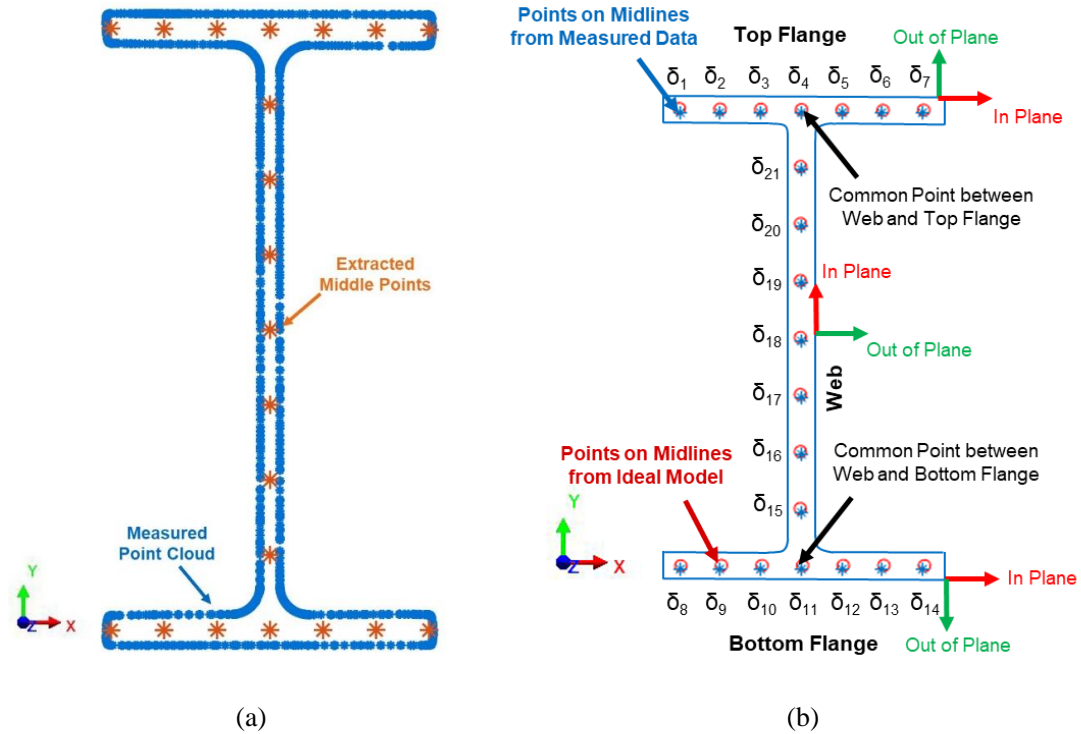 Extracted
Middle Points
Measured
Point Cloud
Y
Z
X
(a)
Points on Midlines
from Measured Data
Top Flange
Out of Plane
δ1 δ2 δ3 δ4 δ5 δ6 δ7
In Plane
δ21
Common Point between
Web and Top Flange
δ20
δ19
In Plane
δ18
Out of Plane
Web
δ17
Points on Midlines
from Ideal Model
δ16
Common Point between
Web and Bottom Flange
δ15
Y
Z
X
In Plane
δ8 δ9 δ10 δ11 δ12 δ13 δ14
Bottom Flange
Out of Plane
(b)